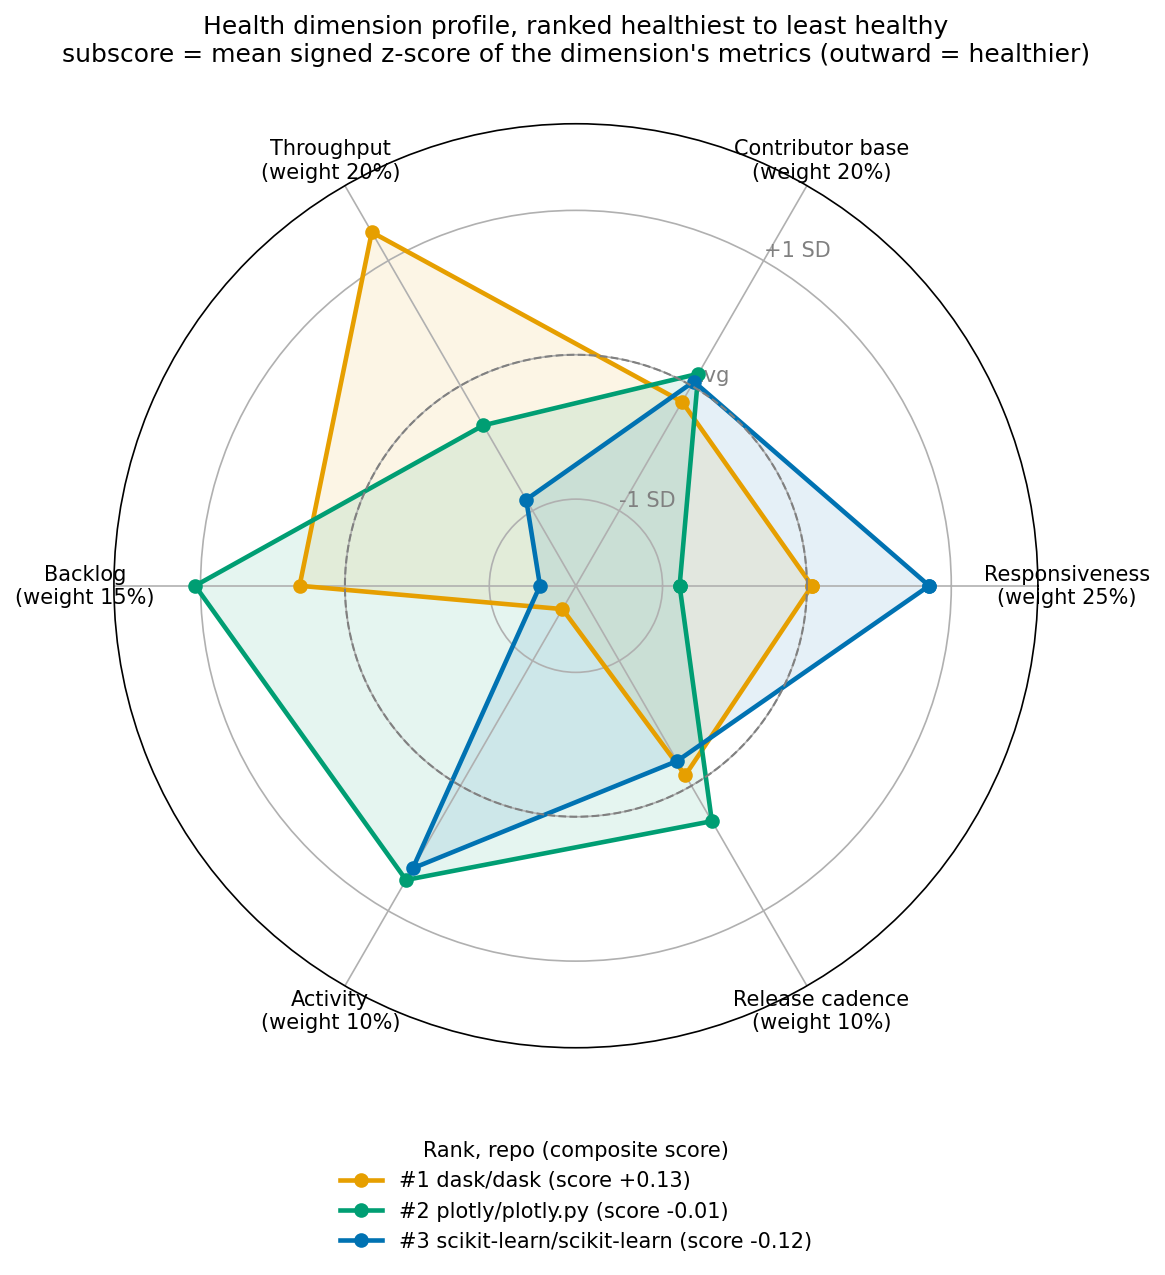 Health dimension profile, ranked healthiest to least healthy
subscore = mean signed z-score of the dimension's metrics (outward = healthier)
Throughput
(weight 20%)
Contributor base
(weight 20%)
+1 SD
vg
-1 SD
Backlog
(weight 15%)
Responsiveness
(weight 25%)
Activity
(weight 10%)
Release cadence
(weight 10%)
Rank, repo (composite score)
#1 dask/dask (score +0.13)
#2 plotly/plotly.py (score -0.01)
#3 scikit-learn/scikit-learn (score -0.12)